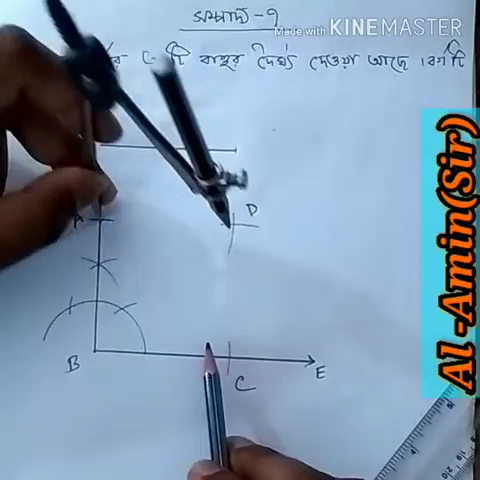 সম্পাদ্য - ৭
Made with KINEMASTER
টি বাহুর দৈর্ঘ্য দেওয়া আছে। বর্গটি
D
A
B
C
E
Al-Amin(Sir)